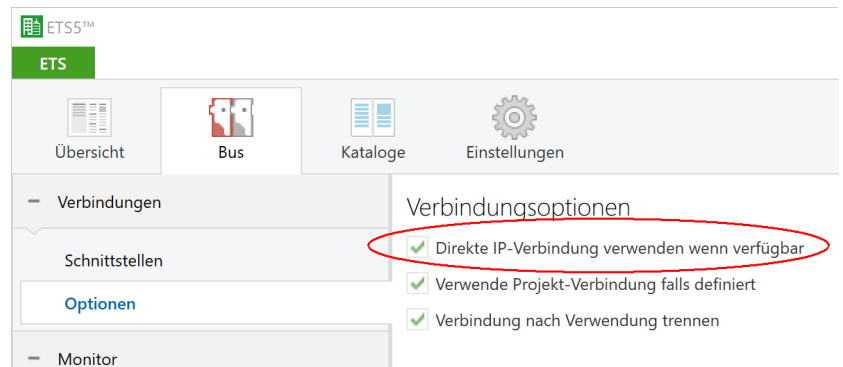 ETS5™
ETS
Übersicht
Bus
Kataloge
Einstellungen
Verbindungen
Schnittstellen
Optionen
Monitor
Verbindungsoptionen
Direkte IP-Verbindung verwenden wenn verfügbar
Verwende Projekt-Verbindung falls definiert
Verbindung nach Verwendung trennen